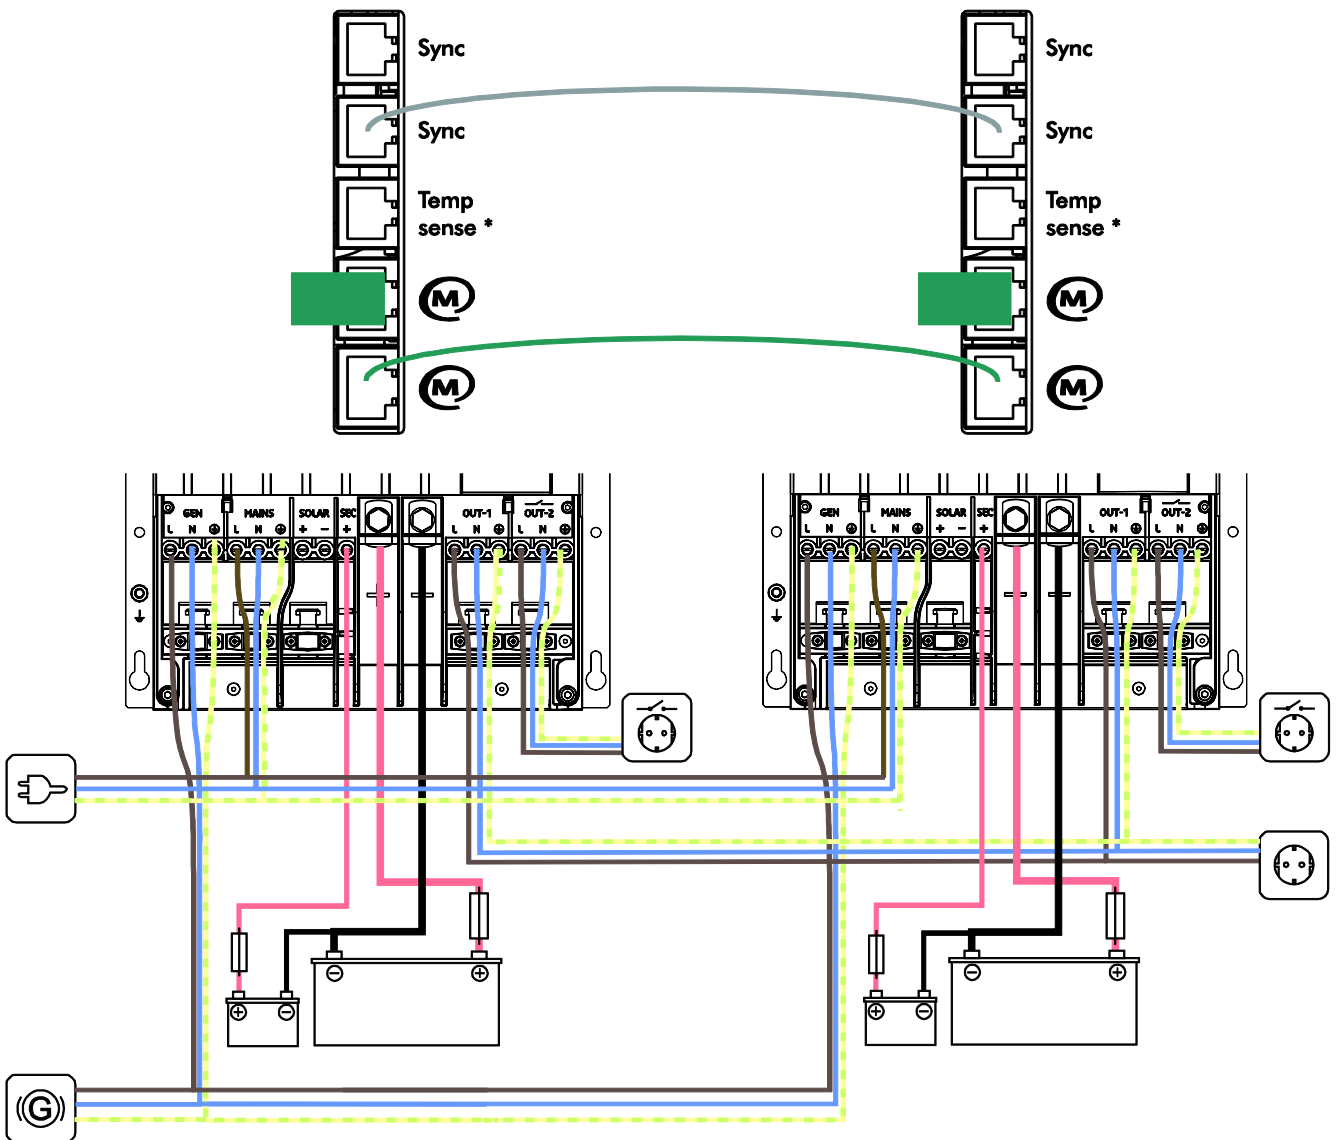 Sync
Sync
Sync
Sync
Temp
sense *
Temp
sense *
M
M
M
M
GEN MAINS SOLAR SEC OUT-1 OUT-2
L N L N + − + L N L N
GEN MAINS SOLAR SEC OUT-1 OUT-2
L N L N + − + L N L N
− +
− +
+ −
+ −
G